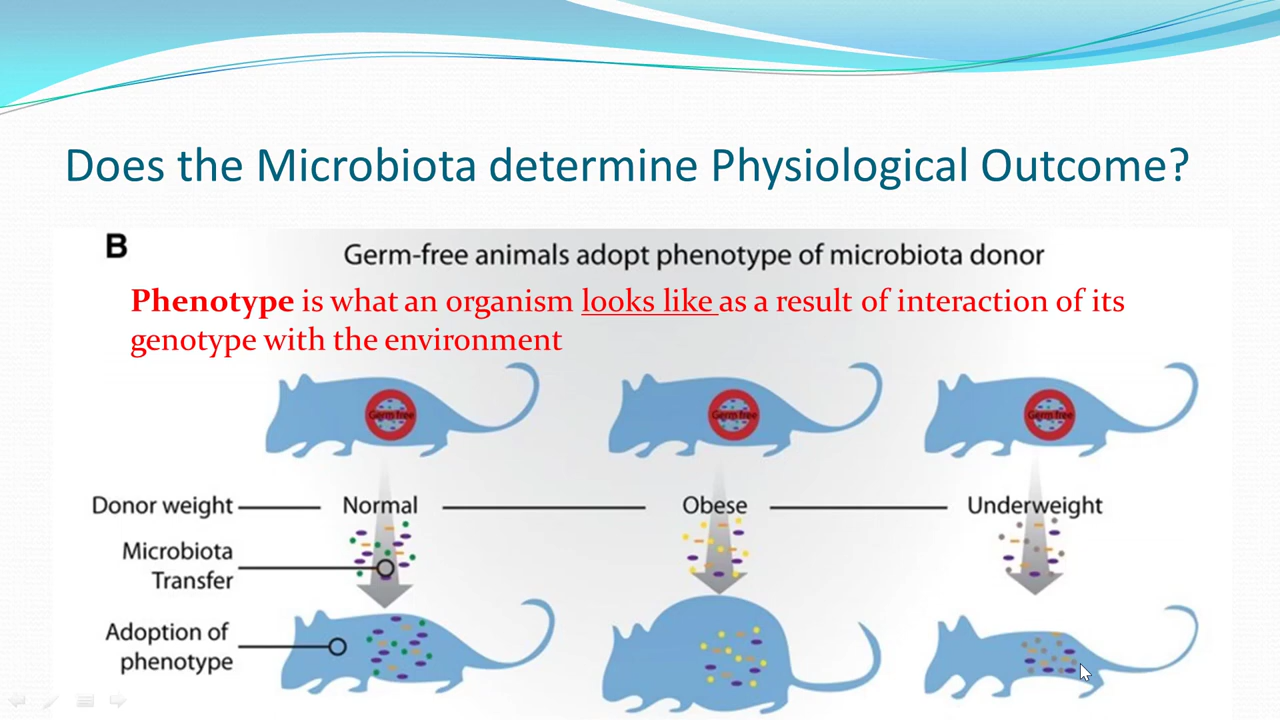 Does the Microbiota determine Physiological Outcome?
B
Germ-free animals adopt phenotype of microbiota donor
Phenotype is what an organism looks like as a result of interaction of its
genotype with the environment
Germ free Germ free Germ free
Donor weight Normal Obese Underweight
Microbiota
Transfer
Adoption of
phenotype